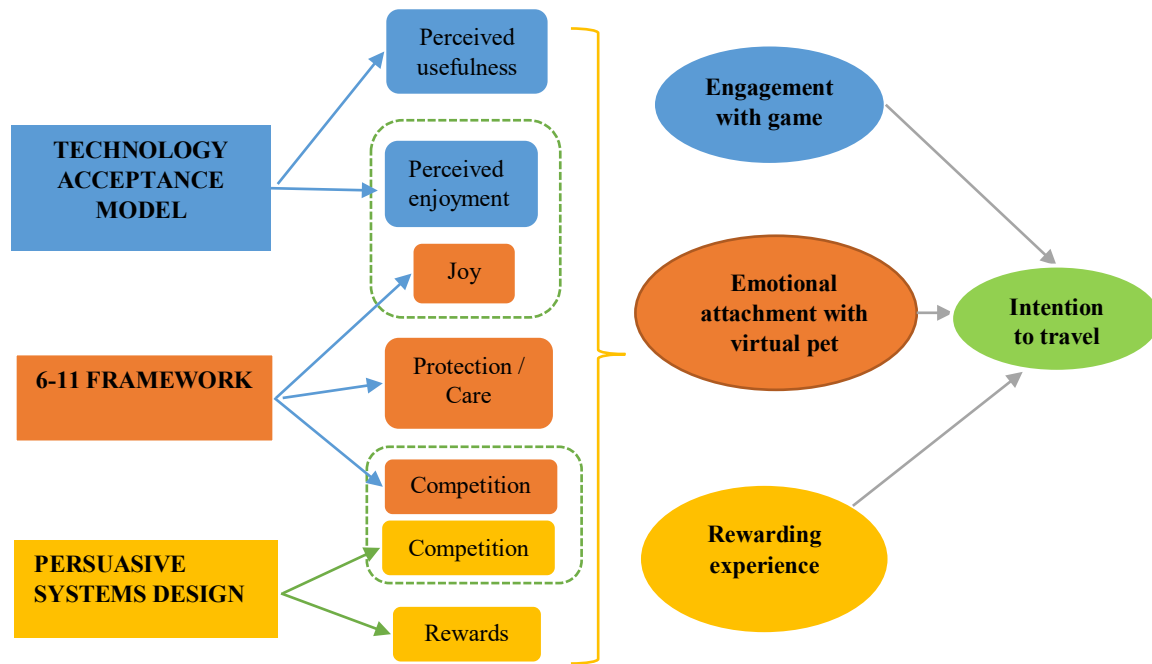 TECHNOLOGY
ACCEPTANCE
MODEL
6-11 FRAMEWORK
PERSUASIVE
SYSTEMS DESIGN
Perceived
usefulness
Perceived
enjoyment
Joy
Protection /
Care
Competition
Competition
Rewards
Engagement
with game
Emotional
attachment with
virtual pet
Rewarding
experience
Intention
to travel